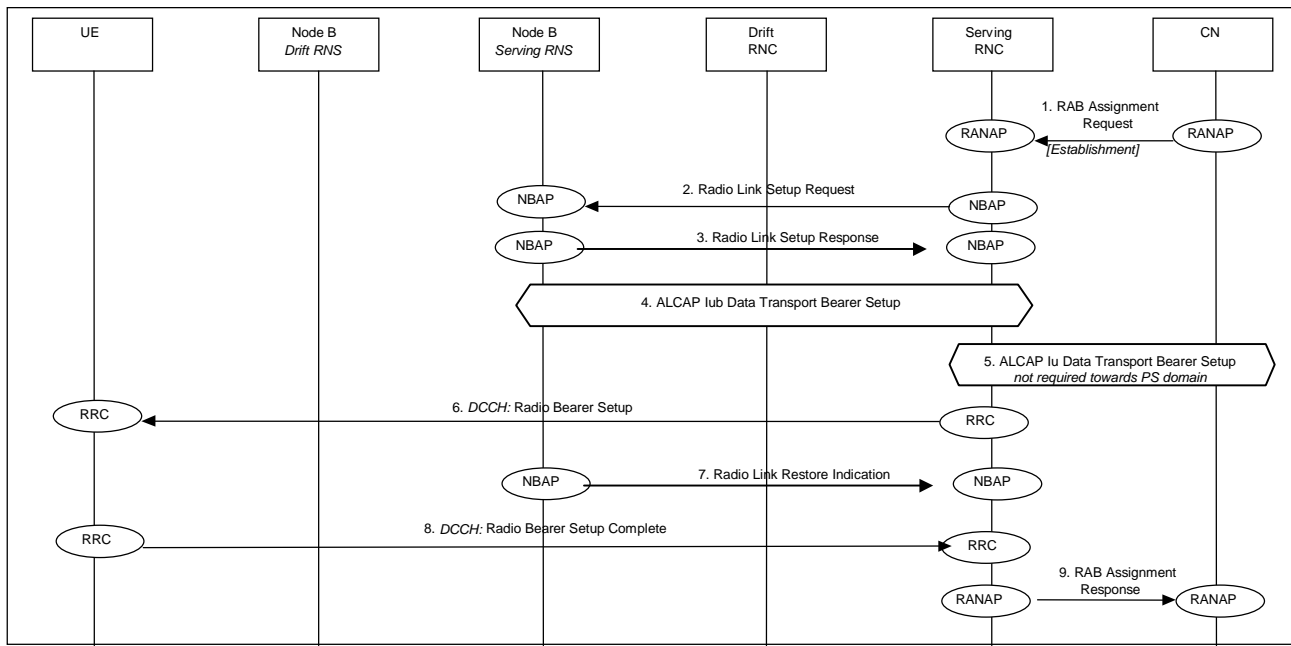 UE
Node B
Drift RNS
Node B
Serving RNS
Drift
RNC
Serving
RNC
CN
1. RAB Assignment
Request
RANAP
RANAP
[Establishment]
2. Radio Link Setup Request
NBAP
NBAP
3. Radio Link Setup Response
NBAP
NBAP
4. ALCAP Iub Data Transport Bearer Setup
5. ALCAP Iu Data Transport Bearer Setup
not required towards PS domain
6. DCCH: Radio Bearer Setup
RRC
RRC
7. Radio Link Restore Indication
NBAP
NBAP
8. DCCH: Radio Bearer Setup Complete
RRC
RRC
9. RAB Assignment
Response
RANAP
RANAP